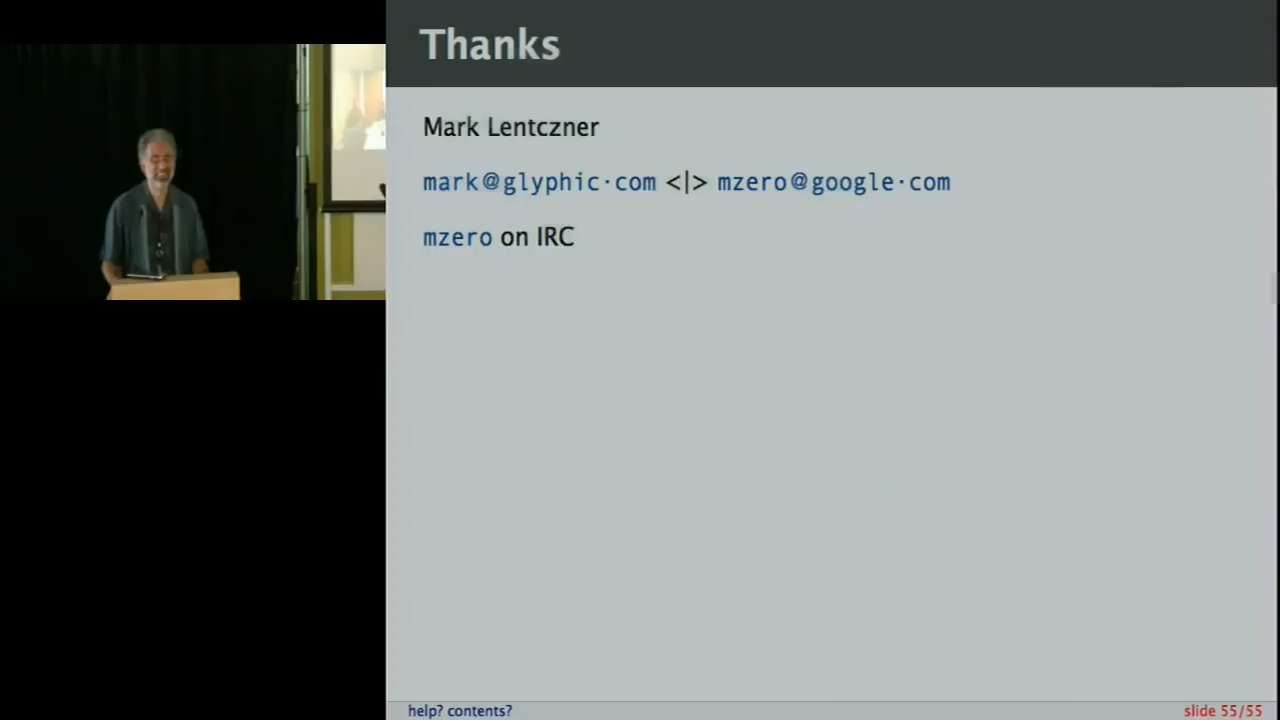 Thanks
Mark Lentczner
mark@glyphic·com <|> mzero@google·com
mzero on IRC
help? contents?
slide 55/55